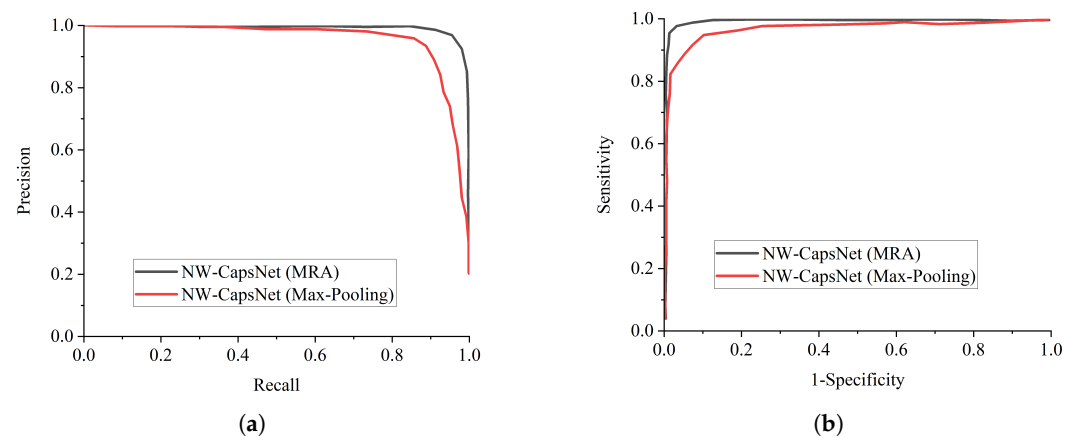 1.0
0.8
0.6
0.4
0.2
0.0
Precision
NW-CapsNet (MRA)
NW-CapsNet (Max-Pooling)
0.0 0.2 0.4 0.6 0.8 1.0
Recall
(a)
1.0
0.8
0.6
0.4
0.2
0.0
Sensitivity
NW-CapsNet (MRA)
NW-CapsNet (Max-Pooling)
0.0 0.2 0.4 0.6 0.8 1.0
1-Specificity
(b)